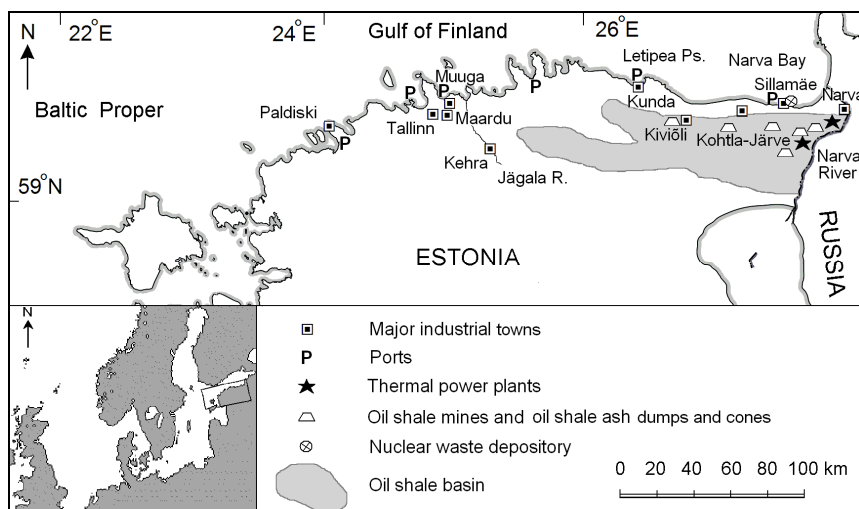 N
22°E
24°E
Gulf of Finland
26°E
Letipea Ps.
Narva Bay
Baltic Proper
Muuga
P
P
P
P
P
P
Sillamäe
Narva
Paldiski
Tallinn
Maardu
Kunda
Kiviõli
Kohtla-Järve
Kehra
Jägala R.
Narva
River
59°N
ESTONIA
RUSSIA
N
Major industrial towns
P Ports
Thermal power plants
Oil shale mines and oil shale ash dumps and cones
Nuclear waste depository
Oil shale basin
0 20 40 60 80 100 km